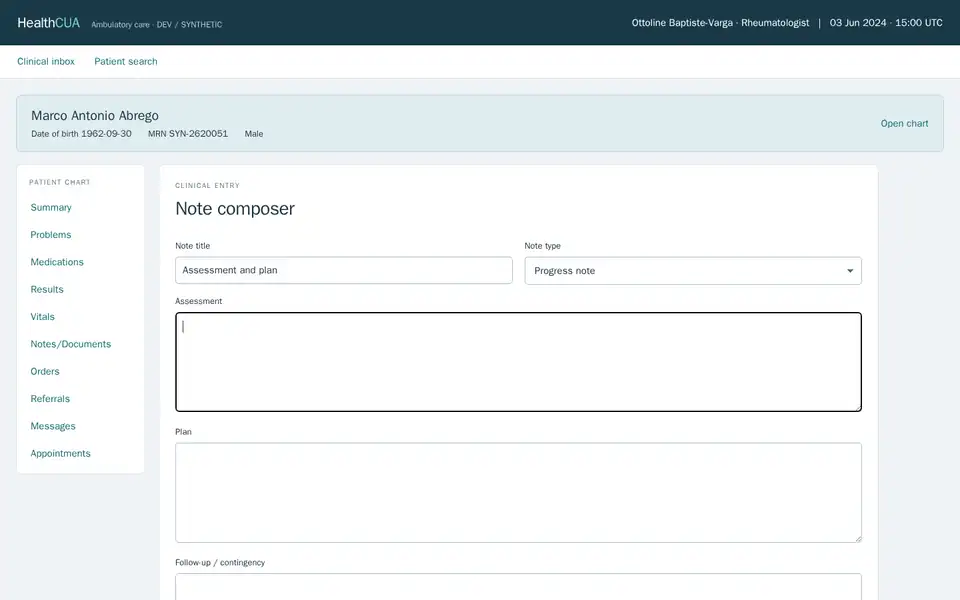 HealthCUA Ambulatory care · DEV / SYNTHETIC Ottoline Baptiste-Varga · Rheumatologist | 03 Jun 2024 · 15:00 UTC
Clinical inbox Patient search
Marco Antonio Abrego
Date of birth 1962-09-30 MRN SYN-2620051 Male
Open chart
PATIENT CHART
Summary
Problems
Medications
Results
Vitals
Notes/Documents
Orders
Referrals
Messages
Appointments
CLINICAL ENTRY
Note composer
Note title Note type
Assessment and plan Progress note
Assessment
Plan
Follow-up / contingency